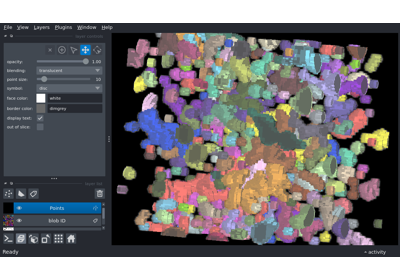 File View Layers Plugins Window Help
opacity: 1.00
blending: translucent
point size: 10
symbol: disc
face color: white
border color: dimgrey
display text:
out of slice:
Points
blob ID
Ready activity